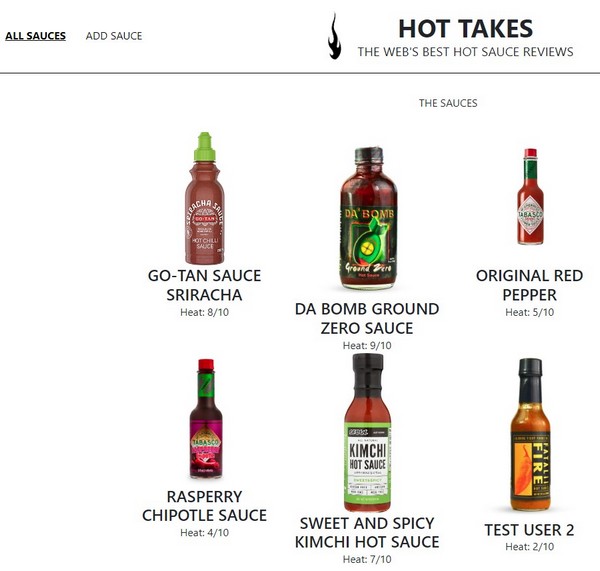 ALL SAUCES
ADD SAUCE
HOT TAKES
THE WEB'S BEST HOT SAUCE REVIEWS
THE SAUCES
SRIRACHA SAUCE
GO-TAN
HOT CHILLI
SAUCE
GO-TAN SAUCE
SRIRACHA
Heat: 8/10
DA BOMB
Ground Zero
Hot Sauce
DA BOMB GROUND
ZERO SAUCE
Heat: 9/10
TABASCO
ORIGINAL RED
PEPPER
Heat: 5/10
TABASCO
RASPERRY
CHIPOTLE SAUCE
Heat: 4/10
KIMCHI
HOT SAUCE
SWEET AND SPICY
KIMCHI HOT SAUCE
Heat: 7/10
FATALII
FIRE
TEST USER 2
Heat: 2/10